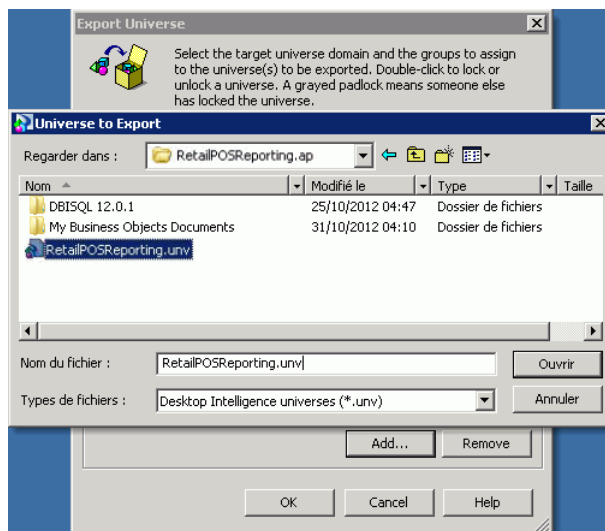 Export Universe
Select the target universe domain and the groups to assign
to the universe(s) to be exported. Double-click to lock or
unlock a universe. A grayed padlock means someone else
has locked the universe.
Universe to Export
Regarder dans : RetailPOSReporting.ap
Nom Modifié le Type Taille
DBISQL 12.0.1 25/10/2012 04:47 Dossier de fichiers
My Business Objects Documents 31/10/2012 04:10 Dossier de fichiers
RetailPOSReporting.unv
Nom du fichier : RetailPOSReporting.unv Ouvrir
Types de fichiers : Desktop Intelligence universes (*.unv) Annuler
Add... Remove
OK Cancel Help